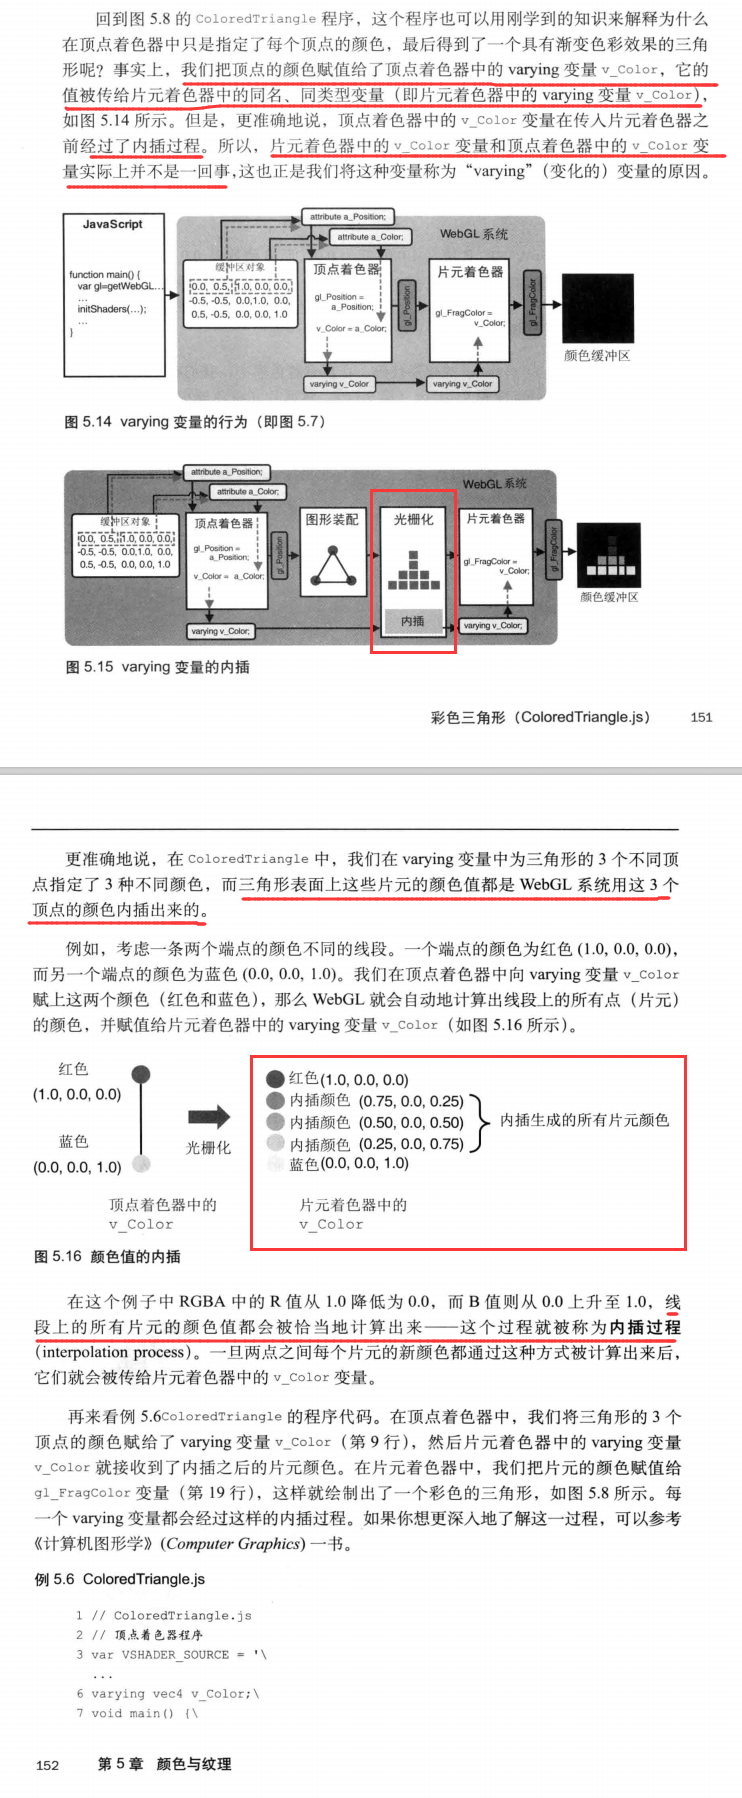 回到图 5.8 的 ColoredTriangle 程序，这个程序也可以用刚学到的知识来解释为什么
在顶点着色器中只是指定了每个顶点的颜色，最后得到了一个具有渐变色彩效果的三角
形呢？事实上，我们把顶点的颜色赋值给了顶点着色器中的 varying 变量 v_Color，它的
值被传给片元着色器中的同名、同类型变量（即片元着色器中的 varying 变量 v_Color），
如图 5.14 所示。但是，更准确地说，顶点着色器中的 v_Color 变量在传入片元着色器之
前经过了内插过程。所以，片元着色器中的 v_Color 变量和顶点着色器中的 v_Color 变
量实际上并不是一回事，这也正是我们将这种变量称为“varying”（变化的）变量的原因。
JavaScript
function main() {
var gl=getWebGL...
...
initShaders(...);
...
}
attribute a_Position;
attribute a_Color;
WebGL 系统
缓冲区对象
0.0, 0.5, 1.0, 0.0, 0.0,
-0.5, -0.5, 0.0,1.0, 0.0,
0.5, -0.5, 0.0, 0.0, 1.0
顶点着色器
gl_Position =
a_Position;
v_Color = a_Color;
gl_Position
片元着色器
gl_FragColor =
v_Color;
gl_FragColor
varying v_Color
varying v_Color
颜色缓冲区
图 5.14 varying 变量的行为（即图 5.7）
attribute a_Position;
attribute a_Color;
WebGL 系统
缓冲区对象
0.0, 0.5, 1.0, 0.0, 0.0,
-0.5, -0.5, 0.0,1.0, 0.0,
0.5, -0.5, 0.0, 0.0, 1.0
顶点着色器
gl_Position =
a_Position;
v_Color = a_Color;
gl_Position
图形装配
光栅化
内插
片元着色器
gl_FragColor =
v_Color;
gl_FragColor
varying v_Color;
varying v_Color;
颜色缓冲区
图 5.15 varying 变量的内插
彩色三角形（ColoredTriangle.js） 151
更准确地说，在 ColoredTriangle 中，我们在 varying 变量中为三角形的 3 个不同顶
点指定了 3 种不同颜色，而三角形表面上这些片元的颜色值都是 WebGL 系统用这 3 个
顶点的颜色内插出来的。
例如，考虑一条两个端点的颜色不同的线段。一个端点的颜色为红色 (1.0, 0.0, 0.0)，
而另一个端点的颜色为蓝色 (0.0, 0.0, 1.0)。我们在顶点着色器中向 varying 变量 v_Color
赋上这两个颜色（红色和蓝色），那么 WebGL 就会自动地计算出线段上的所有点（片元）
的颜色，并赋值给片元着色器中的 varying 变量 v_Color（如图 5.16 所示）。
红色
(1.0, 0.0, 0.0)
蓝色
(0.0, 0.0, 1.0)
光栅化
红色(1.0, 0.0, 0.0)
内插颜色 (0.75, 0.0, 0.25)
内插颜色 (0.50, 0.0, 0.50)
内插颜色 (0.25, 0.0, 0.75)
蓝色(0.0, 0.0, 1.0)
内插生成的所有片元颜色
顶点着色器中的
v_Color
片元着色器中的
v_Color
图 5.16 颜色值的内插
在这个例子中 RGBA 中的 R 值从 1.0 降低为 0.0，而 B 值则从 0.0 上升至 1.0，线
段上的所有片元的颜色值都会被恰当地计算出来——这个过程就被称为内插过程
(interpolation process)。一旦两点之间每个片元的新颜色都通过这种方式被计算出来后，
它们就会被传给片元着色器中的 v_Color 变量。
再来看例 5.6ColoredTriangle 的程序代码。在顶点着色器中，我们将三角形的 3 个
顶点的颜色赋给了 varying 变量 v_Color（第 9 行），然后片元着色器中的 varying 变量
v_Color 就接收到了内插之后的片元颜色。在片元着色器中，我们把片元的颜色赋值给
gl_FragColor 变量（第 19 行），这样就绘制出了一个彩色的三角形，如图 5.8 所示。每
一个 varying 变量都会经过这样的内插过程。如果你想更深入地了解这一过程，可以参考
《计算机图形学》(Computer Graphics) 一书。
例 5.6 ColoredTriangle.js
1 // ColoredTriangle.js
2 // 顶点着色器程序
3 var VSHADER_SOURCE = '\
...
6 varying vec4 v_Color;\
7 void main() {\
152 第 5 章 颜色与纹理